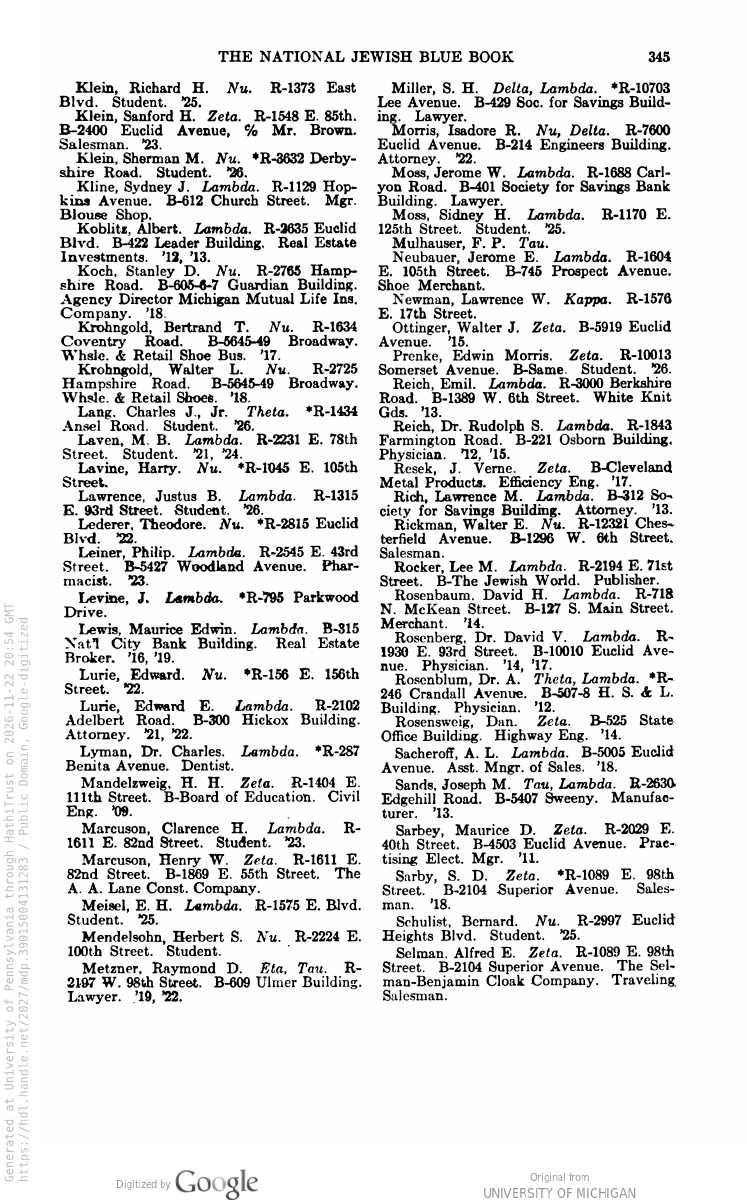 THE NATIONAL JEWISH BLUE BOOK 345
Klein, Richard H. Nu. R-1373 East
Blvd. Student. '25.
Klein, Sanford H. Zeta. R-1548 E. 85th.
B-2400 Euclid Avenue, % Mr. Brown.
Salesman. '23.
Klein, Sherman M. Nu. *R-3632 Derby-
shire Road. Student. '26.
Kline, Sydney J. Lambda. R-1129 Hop-
kins Avenue. B-612 Church Street. Mgr.
Blouse Shop.
Koblitz, Albert. Lambda. R-2635 Euclid
Blvd. B-422 Leader Building. Real Estate
Investments. '12, '13.
Koch, Stanley D. Nu. R-2765 Hamp-
shire Road. B-605-6-7 Guardian Building.
Agency Director Michigan Mutual Life Ins.
Company. '18.
Krohngold, Bertrand T. Nu. R-1634
Coventry Road. B-5645-49 Broadway.
Whsle. & Retail Shoe Bus. '17.
Krohngold, Walter L. Nu. R-2725
Hampshire Road. B-5645-49 Broadway.
Whsle. & Retail Shoes. '18.
Lang, Charles J., Jr. Theta. *R-1434
Ansel Road. Student. '26.
Laven, M. B. Lambda. R-2231 E. 78th
Street. Student. '21, '24.
Lavine, Harry. Nu. *R-1045 E. 105th
Street.
Lawrence, Justus B. Lambda. R-1315
E. 93rd Street. Student. '26.
Lederer, Theodore. Nu. *R-2815 Euclid
Blvd. '22.
Leiner, Philip. Lambda. R-2545 E. 43rd
Street. B-5427 Woodland Avenue. Phar-
macist. '23.
Levine, J. Lambda. *R-795 Parkwood
Drive.
Lewis, Maurice Edwin. Lambda. B-315
Nat'l City Bank Building. Real Estate
Broker. '16, '19.
Lurie, Edward. Nu. *R-156 E. 156th
Street. '22.
Lurie, Edward E. Lambda. R-2102
Adelbert Road. B-300 Hickox Building.
Attorney. '21, '22.
Lyman, Dr. Charles. Lambda. *R-287
Benita Avenue. Dentist.
Mandelzweig, H. H. Zeta. R-1404 E.
111th Street. B-Board of Education. Civil
Eng. '09.
Marcuson, Clarence H. Lambda. R-
1611 E. 82nd Street. Student. '23.
Marcuson, Henry W. Zeta. R-1611 E.
82nd Street. B-1869 E. 55th Street. The
A. A. Lane Const. Company.
Meisel, E. H. Lambda. R-1575 E. Blvd.
Student. '25.
Mendelsohn, Herbert S. Nu. R-2224 E.
100th Street. Student.
Metzner, Raymond D. Eta, Tau. R-
2197 W. 98th Street. B-609 Ulmer Building.
Lawyer. '19, '22.
Miller, S. H. Delta, Lambda. *R-10703
Lee Avenue. B-429 Soc. for Savings Build-
ing. Lawyer.
Morris, Isadore R. Nu, Delta. R-7600
Euclid Avenue. B-214 Engineers Building.
Attorney. '22.
Moss, Jerome W. Lambda. R-1688 Carl-
yon Road. B-401 Society for Savings Bank
Building. Lawyer.
Moss, Sidney H. Lambda. R-1170 E.
125th Street. Student. '25.
Mulhauser, F. P. Tau.
Neubauer, Jerome E. Lambda. R-1604
E. 105th Street. B-745 Prospect Avenue.
Shoe Merchant.
Newman, Lawrence W. Kappa. R-1576
E. 17th Street.
Ottinger, Walter J. Zeta. B-5919 Euclid
Avenue. '15.
Prenke, Edwin Morris. Zeta. R-10013
Somerset Avenue. B-Same. Student. '26.
Reich, Emil. Lambda. R-3000 Berkshire
Road. B-1389 W. 6th Street. White Knit
Gds. '13.
Reich, Dr. Rudolph S. Lambda. R-1843
Farmington Road. B-221 Osborn Building.
Physician. '12, '15.
Resek, J. Verne. Zeta. B-Cleveland
Metal Products. Efficiency Eng. '17.
Rich, Lawrence M. Lambda. B-312 So-
ciety for Savings Building. Attorney. '13.
Rickman, Walter E. Nu. R-12321 Ches-
terfield Avenue. B-1296 W. 6th Street.
Salesman.
Rocker, Lee M. Lambda. R-2194 E. 71st
Street. B-The Jewish World. Publisher.
Rosenbaum, David H. Lambda. R-718
N. McKean Street. B-127 S. Main Street.
Merchant. '14.
Rosenberg, Dr. David V. Lambda. R-
1930 E. 93rd Street. B-10010 Euclid Ave-
nue. Physician. '14, '17.
Rosenblum, Dr. A. Theta, Lambda. *R-
246 Crandall Avenue. B-507-8 H. S. & L.
Building. Physician. '12.
Rosensweig, Dan. Zeta. B-525 State
Office Building. Highway Eng. '14.
Sacheroff, A. L. Lambda. B-5005 Euclid
Avenue. Asst. Mngr. of Sales. '18.
Sands, Joseph M. Tau, Lambda. R-2630
Edgehill Road. B-5407 Sweeny. Manufac-
turer. '13.
Sarbey, Maurice D. Zeta. R-2029 E.
40th Street. B-4503 Euclid Avenue. Prac-
tising Elect. Mgr. '11.
Sarby, S. D. Zeta. *R-1089 E. 98th
Street. B-2104 Superior Avenue. Sales-
man. '18.
Schulist, Bernard. Nu. R-2997 Euclid
Heights Blvd. Student. '25.
Selman, Alfred E. Zeta. R-1089 E. 98th
Street. B-2104 Superior Avenue. The Sel-
man-Benjamin Cloak Company. Traveling
Salesman.
Generated at University of Pennsylvania through HathiTrust on 2026-11-22 20:54 GMT
https://hdl.handle.net/2027/mdp.39015004131283 / Public Domain, Google-digitized
Digitized by Google
Original from
UNIVERSITY OF MICHIGAN